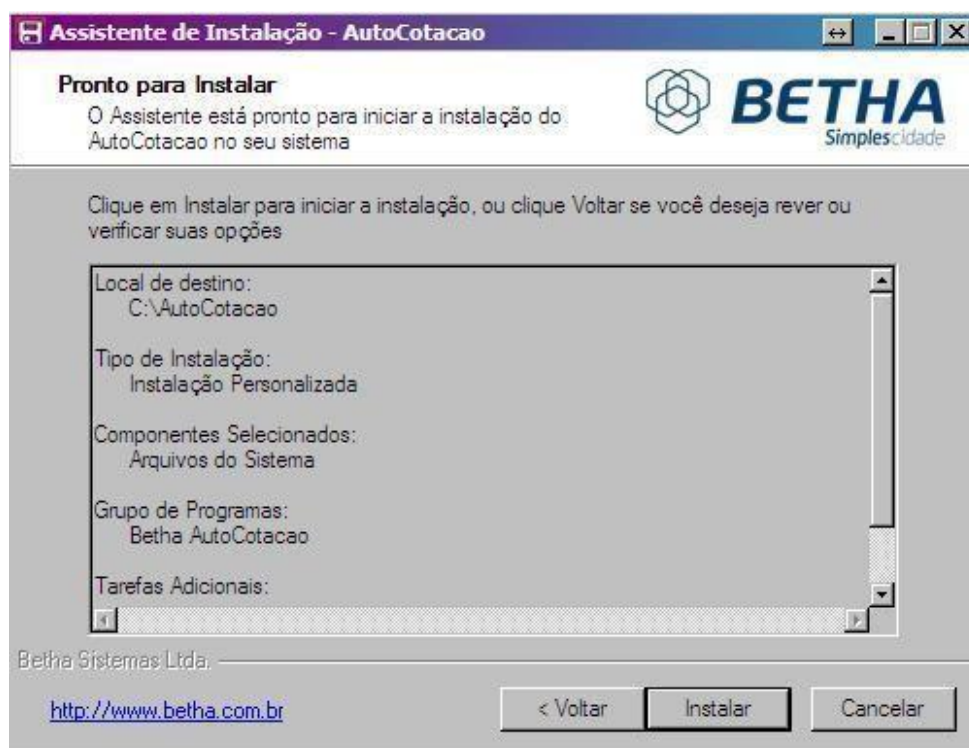 Assistente de Instalação - AutoCotacao
Pronto para Instalar
O Assistente está pronto para iniciar a instalação do
AutoCotacao no seu sistema
BETHA
Simplescidade
Clique em Instalar para iniciar a instalação, ou clique Voltar se você deseja rever ou
verificar suas opções
Local de destino:
C:\AutoCotacao
Tipo de Instalação:
Instalação Personalizada
Componentes Selecionados:
Arquivos do Sistema
Grupo de Programas:
Betha AutoCotacao
Tarefas Adicionais:
Betha Sistemas Ltda.
http://www.betha.com.br
< Voltar
Instalar
Cancelar